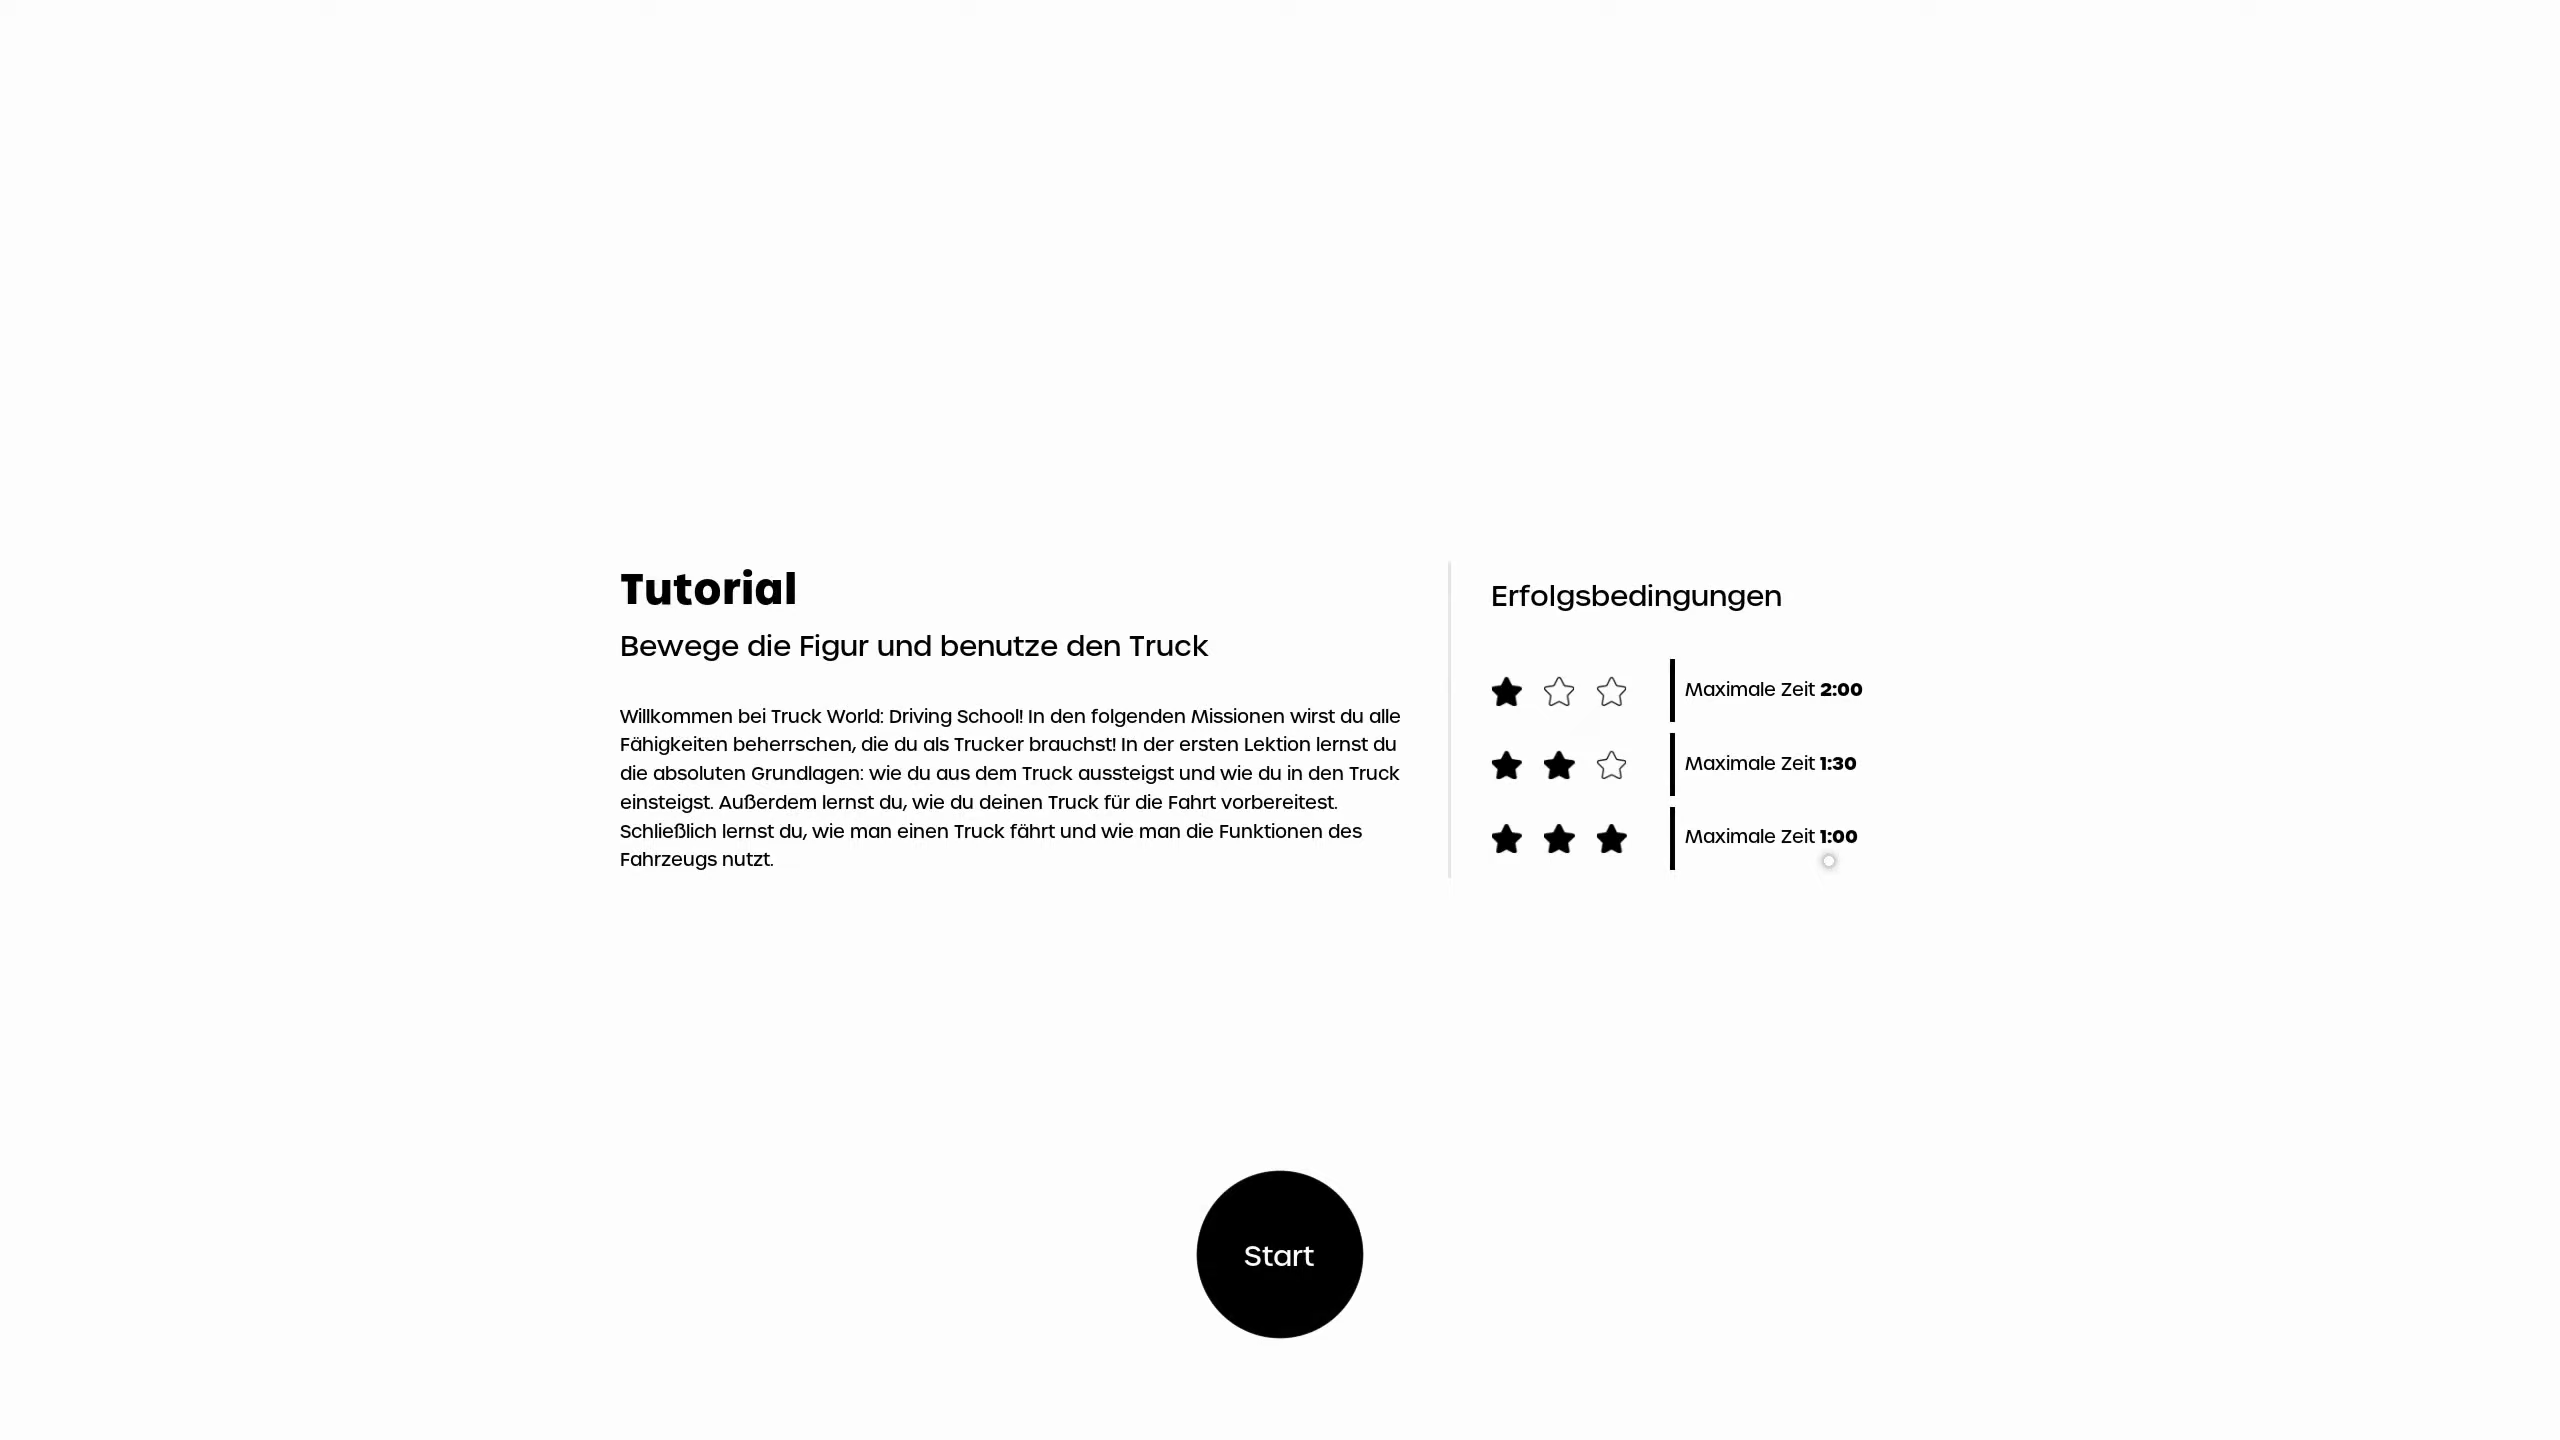 Tutorial
Bewege die Figur und benutze den Truck
Willkommen bei Truck World: Driving School! In den folgenden Missionen wirst du alle
Fähigkeiten beherrschen, die du als Trucker brauchst! In der ersten Lektion lernst du
die absoluten Grundlagen: wie du aus dem Truck aussteigst und wie du in den Truck
einsteigst. Außerdem lernst du, wie du deinen Truck für die Fahrt vorbereitest.
Schließlich lernst du, wie man einen Truck fährt und wie man die Funktionen des
Fahrzeugs nutzt.
Erfolgsbedingungen
Maximale Zeit 2:00
Maximale Zeit 1:30
Maximale Zeit 1:00
Start